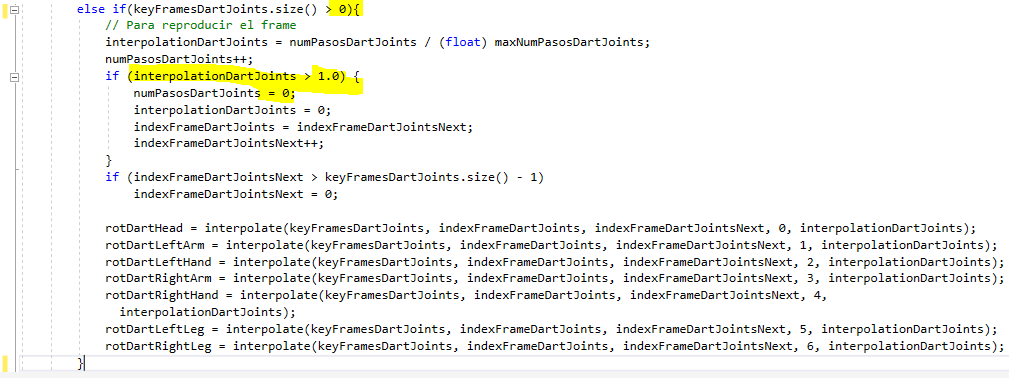 else if(keyFramesDartJoints.size() > 0){
// Para reproducir el frame
interpolationDartJoints = numPasosDartJoints / (float) maxNumPasosDartJoints;
numPasosDartJoints++;
if (interpolationDartJoints > 1.0) {
numPasosDartJoints = 0;
interpolationDartJoints = 0;
indexFrameDartJoints = indexFrameDartJointsNext;
indexFrameDartJointsNext++;
}
if (indexFrameDartJointsNext > keyFramesDartJoints.size() - 1)
indexFrameDartJointsNext = 0;
rotDartHead = interpolate(keyFramesDartJoints, indexFrameDartJoints, indexFrameDartJointsNext, 0, interpolationDartJoints);
rotDartLeftArm = interpolate(keyFramesDartJoints, indexFrameDartJoints, indexFrameDartJointsNext, 1, interpolationDartJoints);
rotDartLeftHand = interpolate(keyFramesDartJoints, indexFrameDartJoints, indexFrameDartJointsNext, 2, interpolationDartJoints);
rotDartRightArm = interpolate(keyFramesDartJoints, indexFrameDartJoints, indexFrameDartJointsNext, 3, interpolationDartJoints);
rotDartRightHand = interpolate(keyFramesDartJoints, indexFrameDartJoints, indexFrameDartJointsNext, 4,
interpolationDartJoints);
rotDartLeftLeg = interpolate(keyFramesDartJoints, indexFrameDartJoints, indexFrameDartJointsNext, 5, interpolationDartJoints);
rotDartRightLeg = interpolate(keyFramesDartJoints, indexFrameDartJoints, indexFrameDartJointsNext, 6, interpolationDartJoints);
}